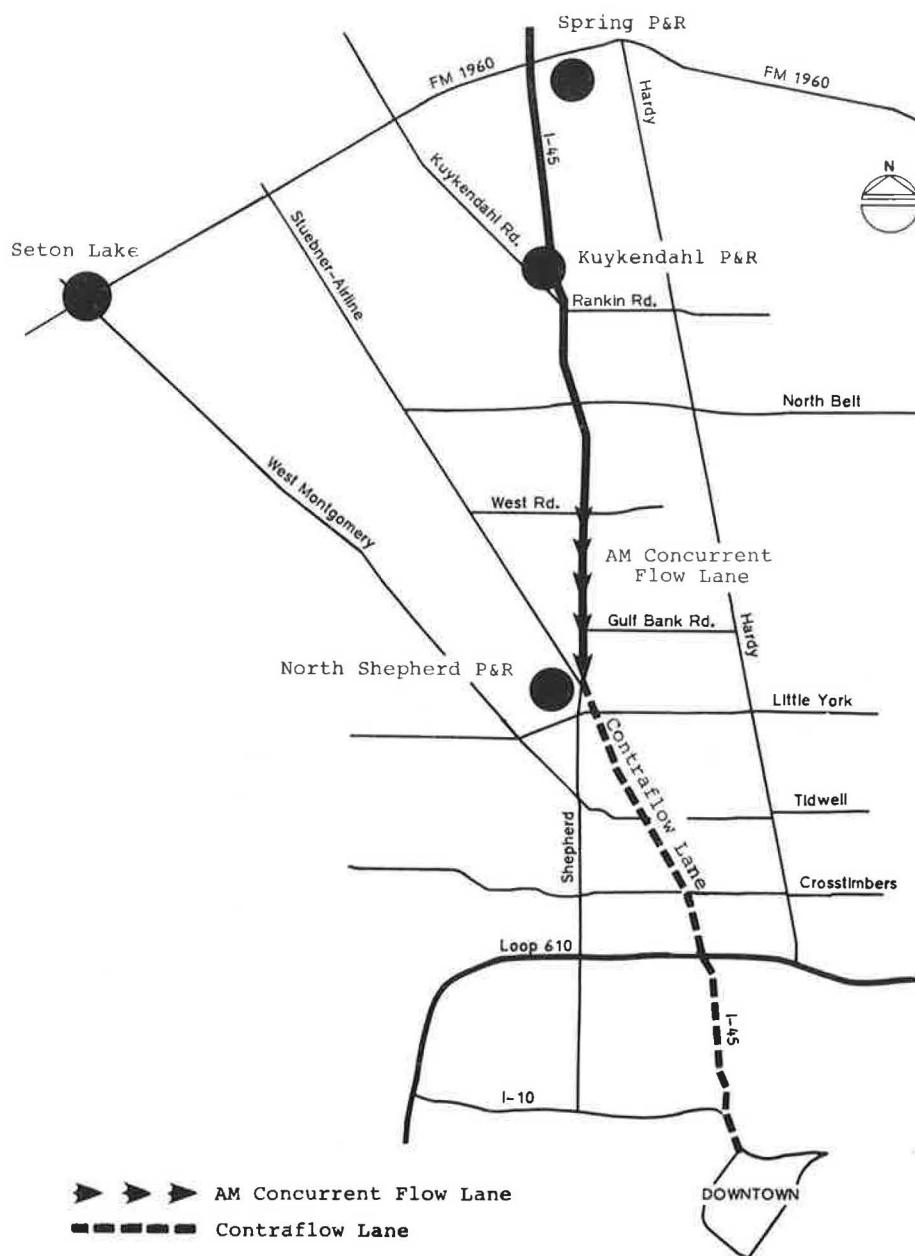 Spring P&R
FM 1960
FM 1960
Hardy
I-45
N
Kuykendahl Rd.
Stuebner-Airline
Seton Lake
Kuykendahl P&R
Rankin Rd.
North Belt
West Montgomery
West Rd.
AM Concurrent
Flow Lane
Gulf Bank Rd.
Hardy
North Shepherd P&R
Little York
Contraflow Lane
Tidwell
Shepherd
Crosstimbers
Loop 610
I-45
I-10
DOWNTOWN
AM Concurrent Flow Lane
Contraflow Lane